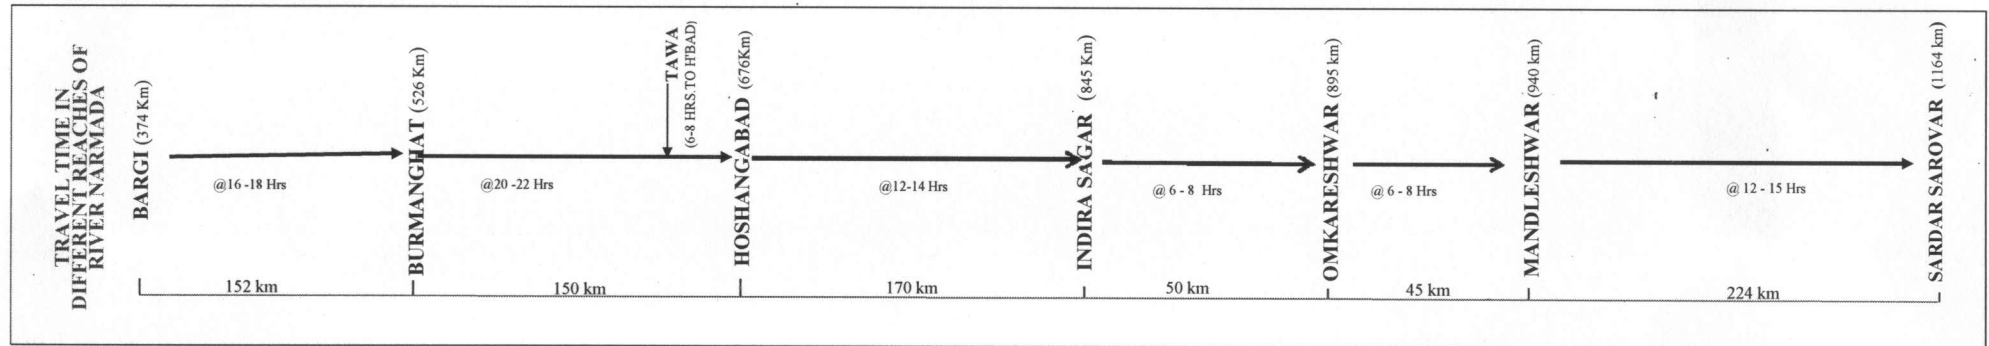 TRAVEL TIME IN
DIFFERENT REACHES OF
RIVER NARMADA
BARGI (374 Km)
@16 -18 Hrs
BURMANGHAT (526 Km)
@20 -22 Hrs
TAWA
(6-8 HRS.TO H'BAD)
HOSHANGABAD (676Km)
@12-14 Hrs
INDIRA SAGAR (845 Km)
@ 6 - 8 Hrs
OMKARESHWAR (895 km)
@ 6 - 8 Hrs
MANDLESHWAR (940 km)
@ 12 - 15 Hrs
SARDAR SAROVAR (1164 km)
152 km
150 km
170 km
50 km
45 km
224 km